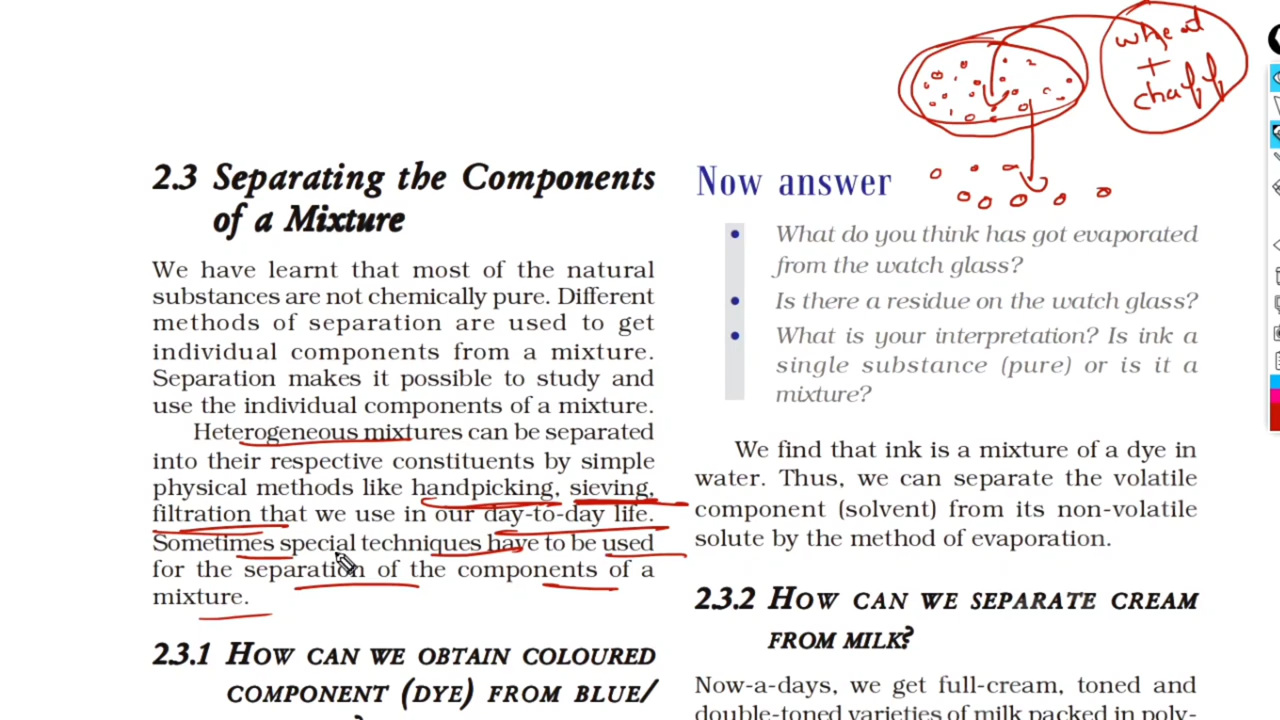 wheat
+
chaff
2.3 Separating the Components
of a Mixture
We have learnt that most of the natural
substances are not chemically pure. Different
methods of separation are used to get
individual components from a mixture.
Separation makes it possible to study and
use the individual components of a mixture.
Heterogeneous mixtures can be separated
into their respective constituents by simple
physical methods like handpicking, sieving,
filtration that we use in our day-to-day life.
Sometimes special techniques have to be used
for the separation of the components of a
mixture.
2.3.1 HOW CAN WE OBTAIN COLOURED
COMPONENT (DYE) FROM BLUE/
Now answer
• What do you think has got evaporated
from the watch glass?
• Is there a residue on the watch glass?
• What is your interpretation? Is ink a
single substance (pure) or is it a
mixture?
We find that ink is a mixture of a dye in
water. Thus, we can separate the volatile
component (solvent) from its non-volatile
solute by the method of evaporation.
2.3.2 HOW CAN WE SEPARATE CREAM
FROM MILK?
Now-a-days, we get full-cream, toned and
double-toned varieties of milk packed in poly-